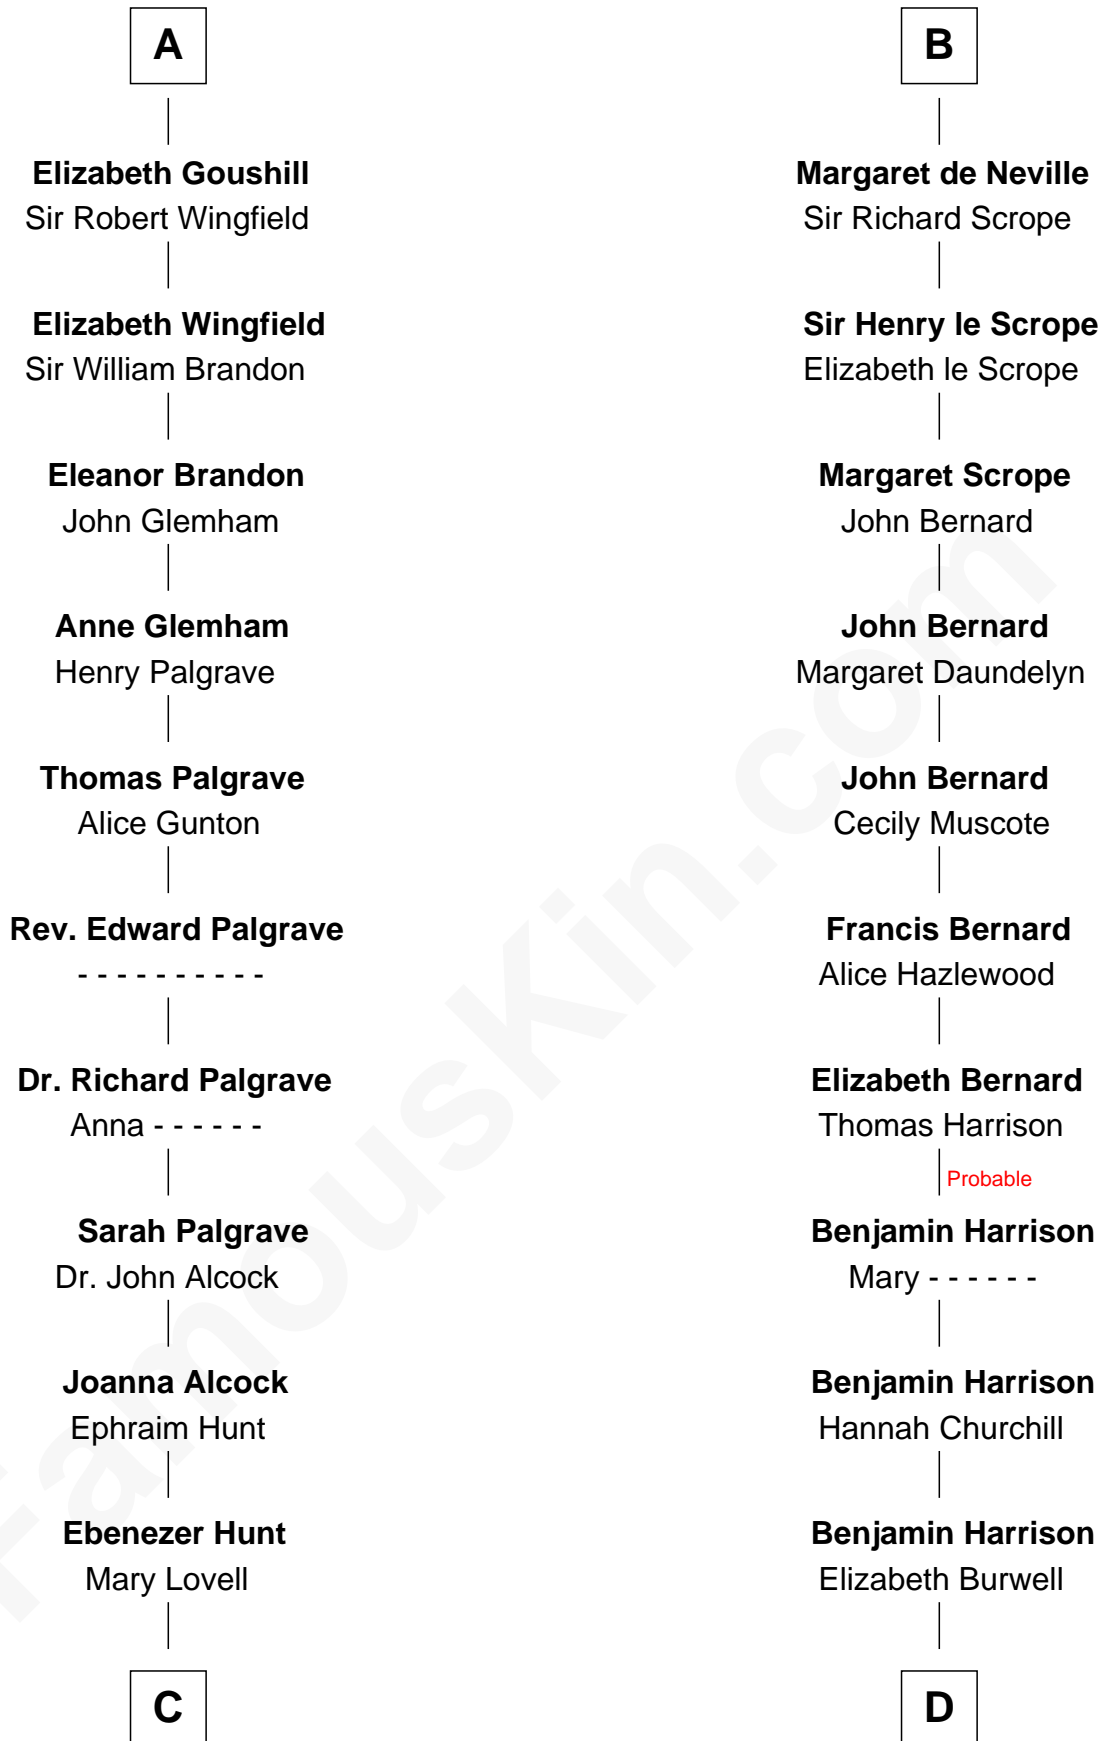 A
Elizabeth Goushill
Sir Robert Wingfield
Elizabeth Wingfield
Sir William Brandon
Eleanor Brandon
John Glemham
Anne Glemham
Henry Palgrave
Thomas Palgrave
Alice Gunton
Rev. Edward Palgrave
- - - - - - - - - -
Dr. Richard Palgrave
Anna - - - - - -
Sarah Palgrave
Dr. John Alcock
Joanna Alcock
Ephraim Hunt
Ebenezer Hunt
Mary Lovell
C
B
Margaret de Neville
Sir Richard Scrope
Sir Henry le Scrope
Elizabeth le Scrope
Margaret Scrope
John Bernard
John Bernard
Margaret Daundelyn
John Bernard
Cecily Muscote
Francis Bernard
Alice Hazlewood
Elizabeth Bernard
Thomas Harrison
Probable
Benjamin Harrison
Mary - - - - - -
Benjamin Harrison
Hannah Churchill
Benjamin Harrison
Elizabeth Burwell
D
FamousKin.com